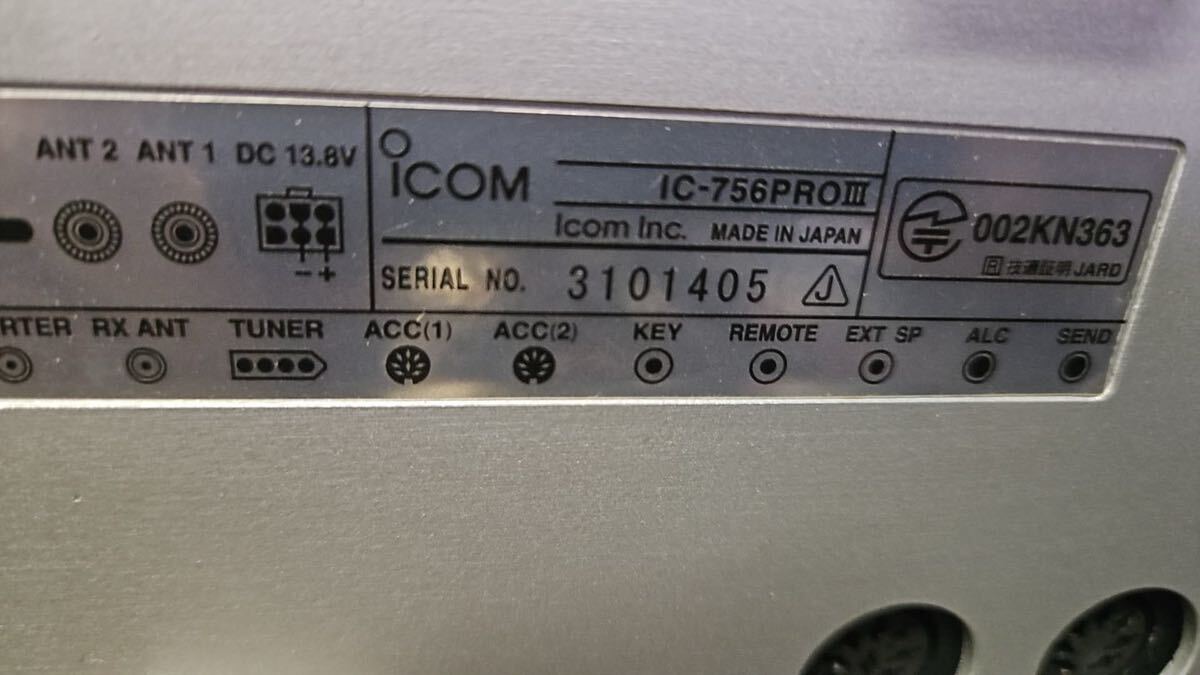 ANT 2 ANT 1 DC 13.8V
- +
ICOM
IC-756PROIII
Icom Inc. MADE IN JAPAN
SERIAL NO. 3101405 J
002KN363
R 技適証明 JARD
RTER RX ANT TUNER ACC(1) ACC(2) KEY REMOTE EXT SP ALC SEND